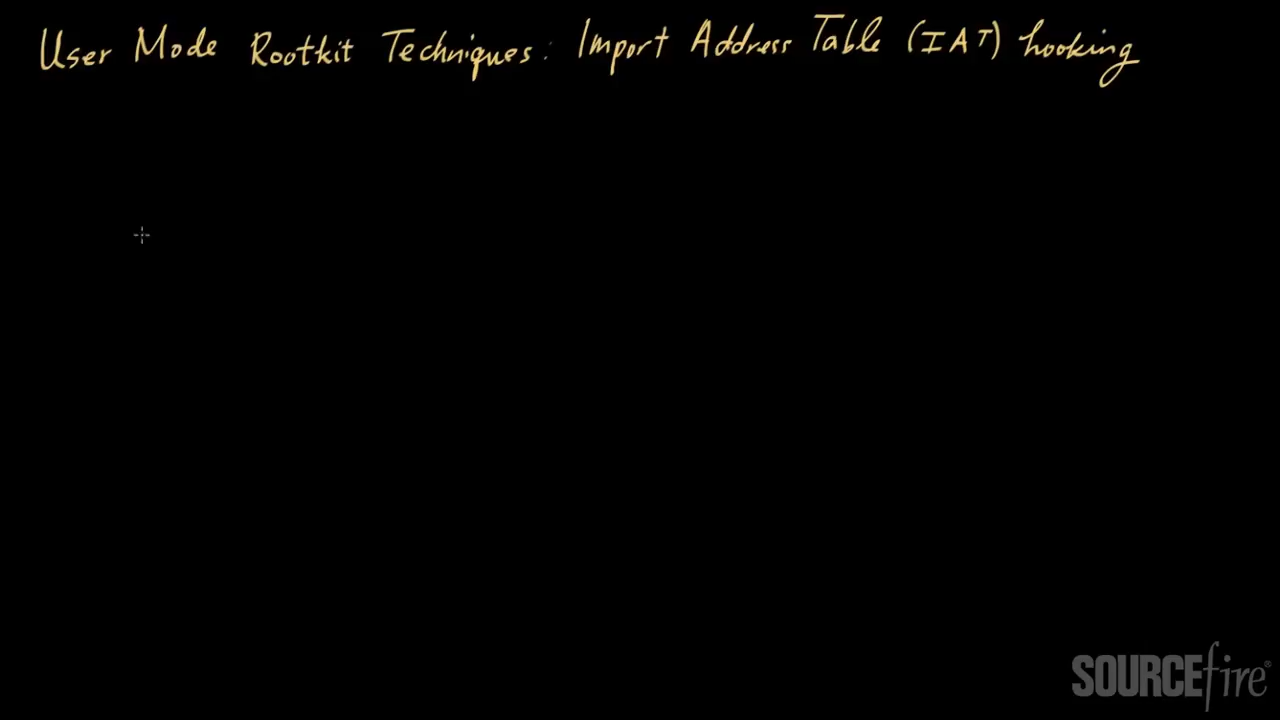 User Mode Rootkit Techniques: Import Address Table (IAT) hooking
SOURCEfire®